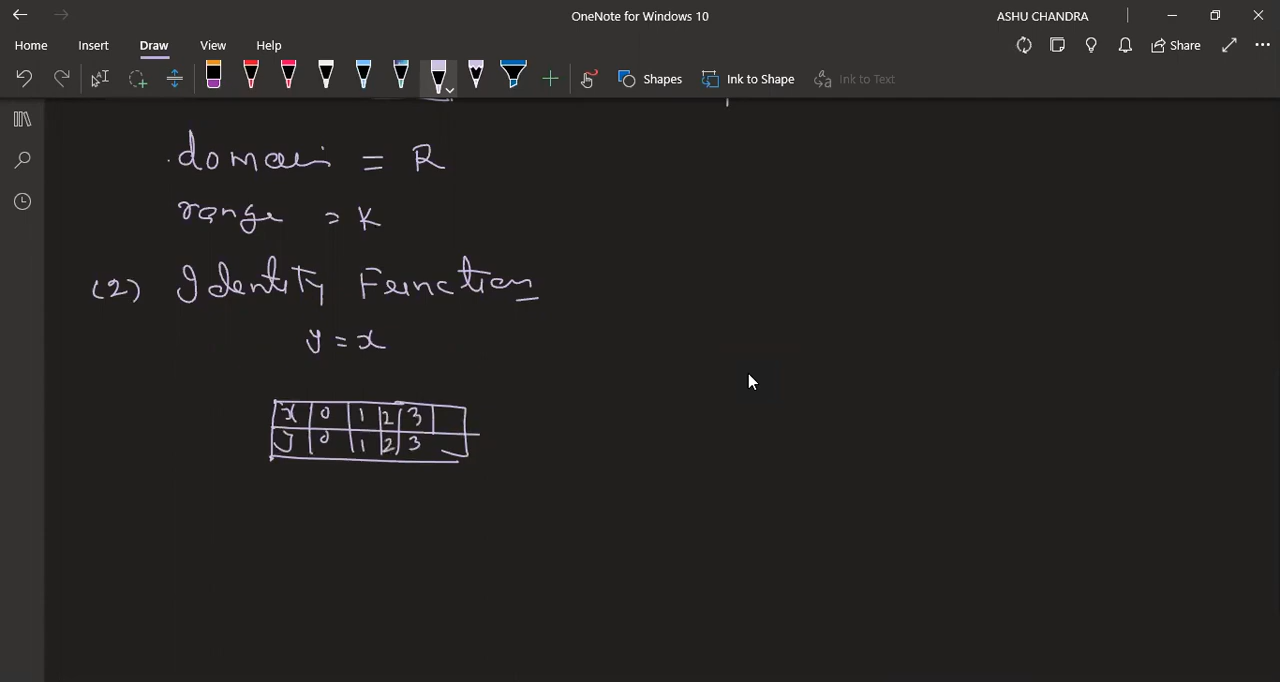 OneNote for Windows 10
ASHU CHANDRA
Home Insert Draw View Help
Share
Shapes
Ink to Shape
Ink to Text
domain = R
range = K
(2) Identity Function
y = x
x 0 1 2 3
y 0 1 2 3